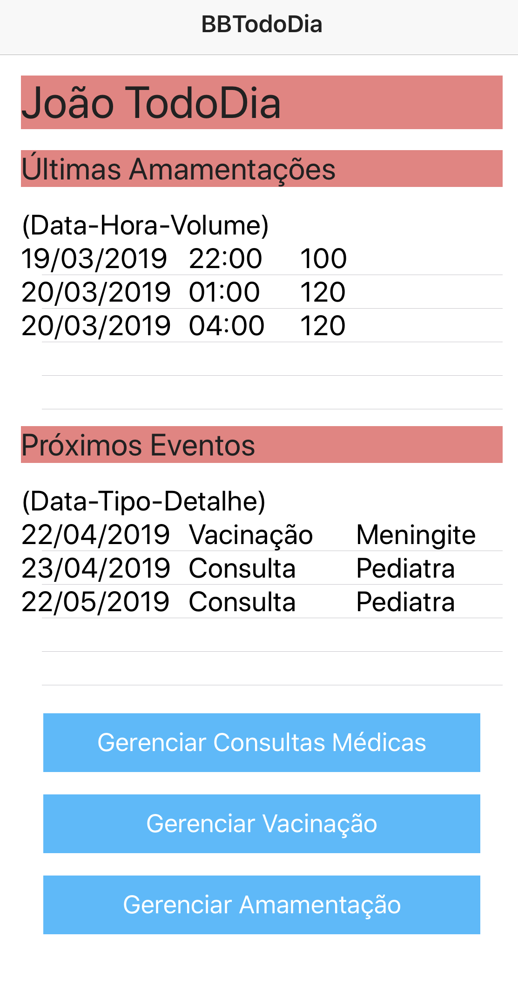 BBTodoDia
João TodoDia
Últimas Amamentações
(Data-Hora-Volume)
19/03/2019 22:00 100
20/03/2019 01:00 120
20/03/2019 04:00 120
Próximos Eventos
(Data-Tipo-Detalhe)
22/04/2019 Vacinação Meningite
23/04/2019 Consulta Pediatra
22/05/2019 Consulta Pediatra
Gerenciar Consultas Médicas
Gerenciar Vacinação
Gerenciar Amamentação